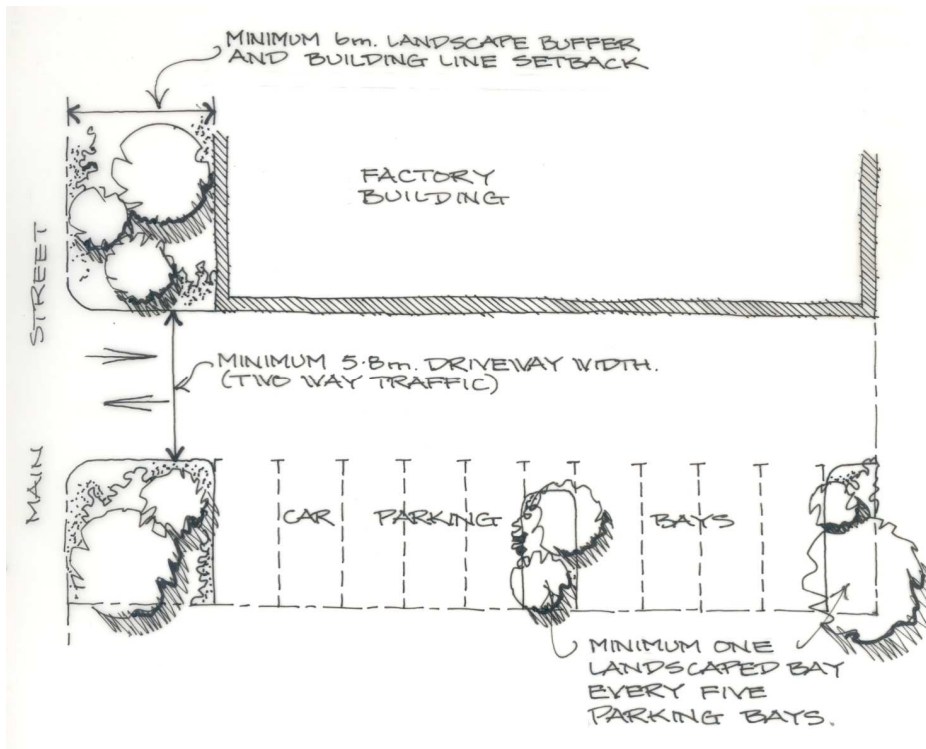 MINIMUM 6m. LANDSCAPE BUFFER
AND BUILDING LINE SETBACK
FACTORY
BUILDING
MAIN STREET
MINIMUM 5.8m. DRIVEWAY WIDTH.
(TWO WAY TRAFFIC)
CAR PARKING BAYS
MINIMUM ONE
LANDSCAPED BAY
EVERY FIVE
PARKING BAYS.